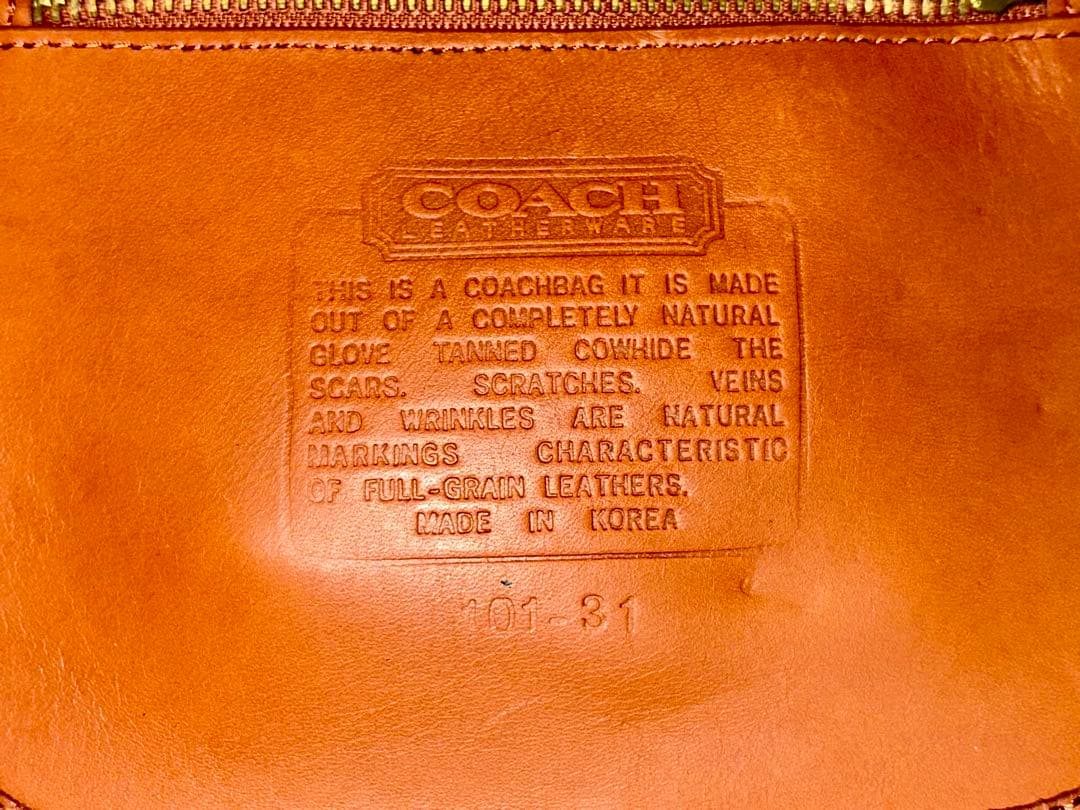 COACH
LEATHERWARE
THIS IS A COACHBAG IT IS MADE
OUT OF A COMPLETELY NATURAL
GLOVE TANNED COWHIDE THE
SCARS. SCRATCHES. VEINS
AND WRINKLES ARE NATURAL
MARKINGS CHARACTERISTIC
OF FULL-GRAIN LEATHERS.
MADE IN KOREA
101-31